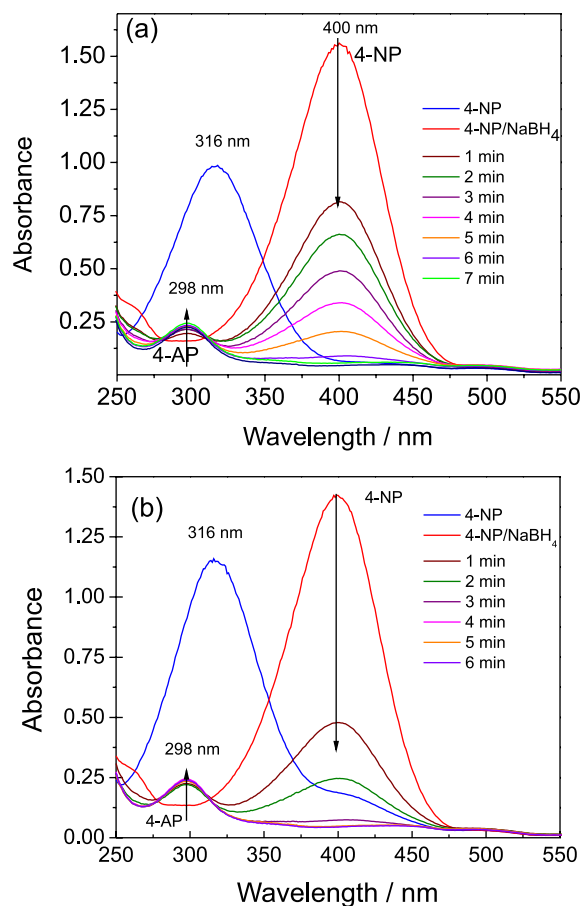 (a)
400 nm
4-NP
316 nm
298 nm
4-AP
4-NP
4-NP/NaBH4
1 min
2 min
3 min
4 min
5 min
6 min
7 min
1.50
1.25
1.00
0.75
0.50
0.25
Absorbance
250 300 350 400 450 500 550
Wavelength / nm
(b)
4-NP
316 nm
298 nm
4-AP
4-NP
4-NP/NaBH4
1 min
2 min
3 min
4 min
5 min
6 min
1.50
1.25
1.00
0.75
0.50
0.25
0.00
Absorbance
250 300 350 400 450 500 550
Wavelength / nm